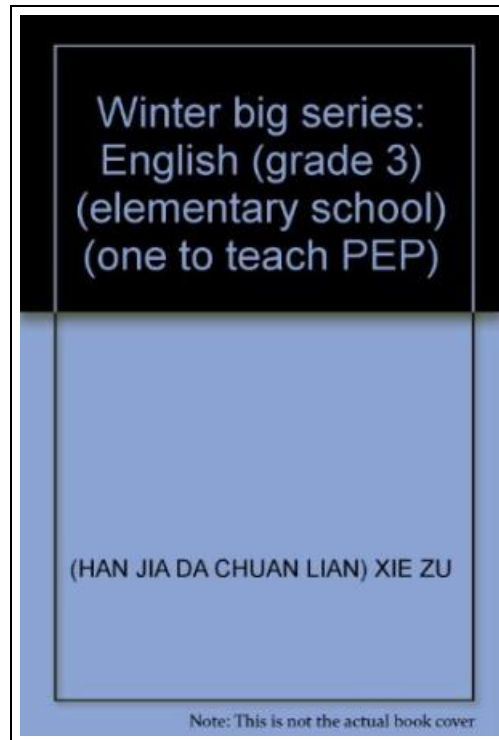 Winter big series:
English (grade 3)
(elementary school)
(one to teach PEP)
(HAN JIA DA CHUAN LIAN) XIE ZU
Note: This is not the actual book cover